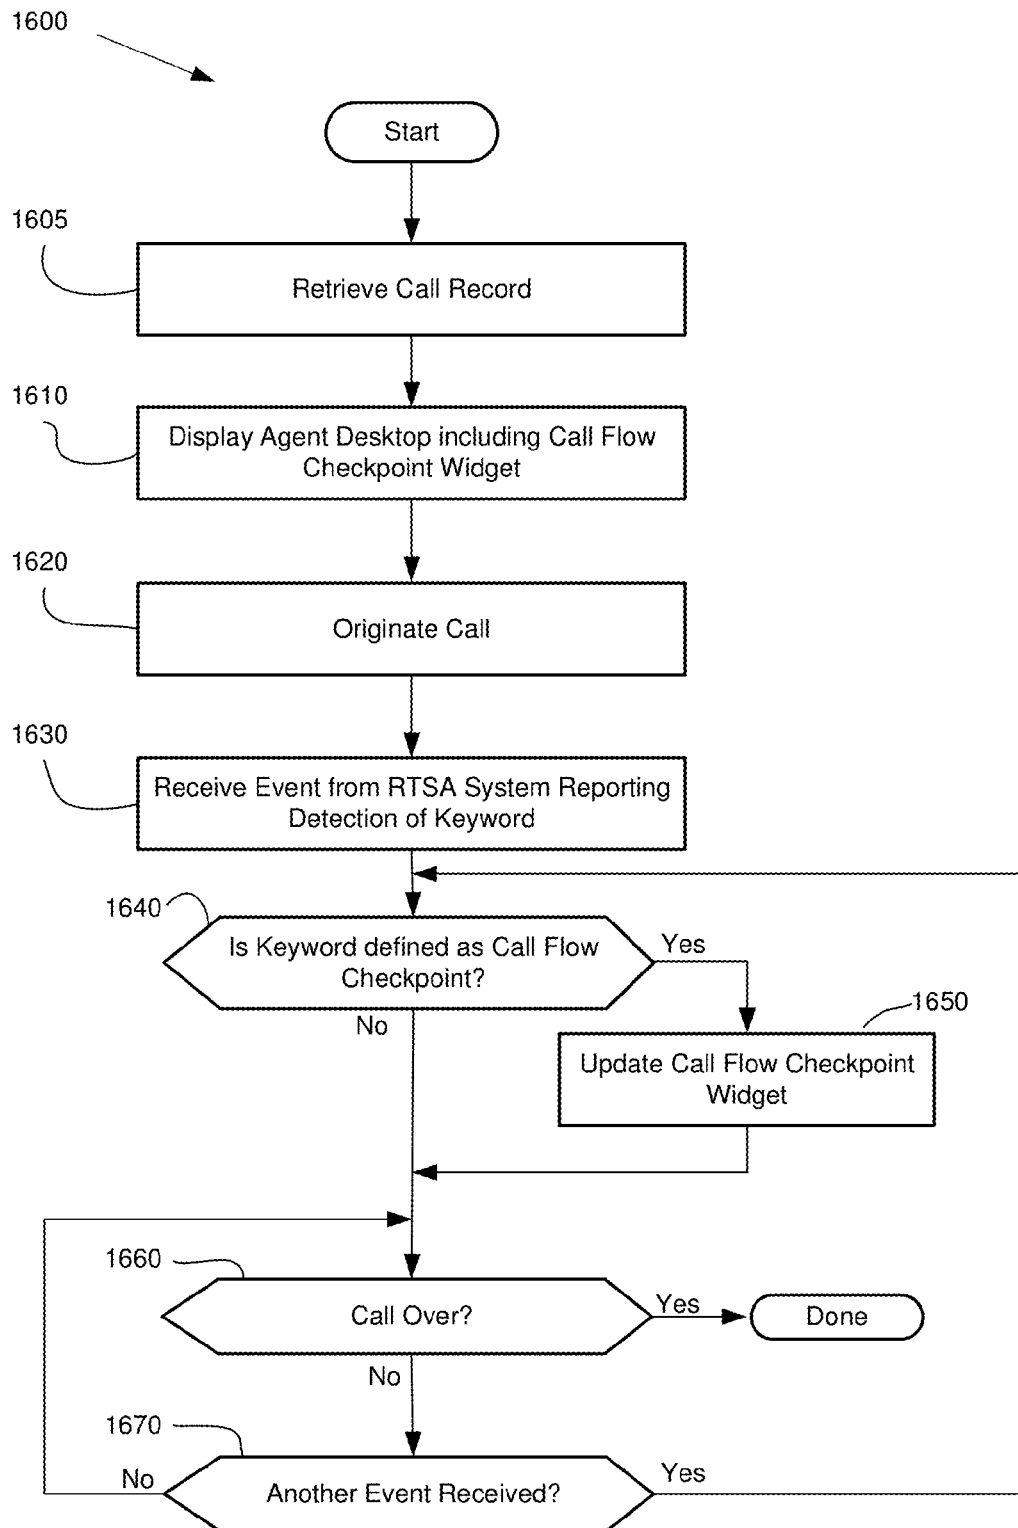 1600
Start
1605
Retrieve Call Record
1610
Display Agent Desktop including Call Flow
Checkpoint Widget
1620
Originate Call
1630
Receive Event from RTSA System Reporting
Detection of Keyword
1640
Is Keyword defined as Call Flow
Checkpoint?
Yes
No
1650
Update Call Flow Checkpoint
Widget
1660
Call Over?
Yes
Done
No
1670
No
Another Event Received?
Yes